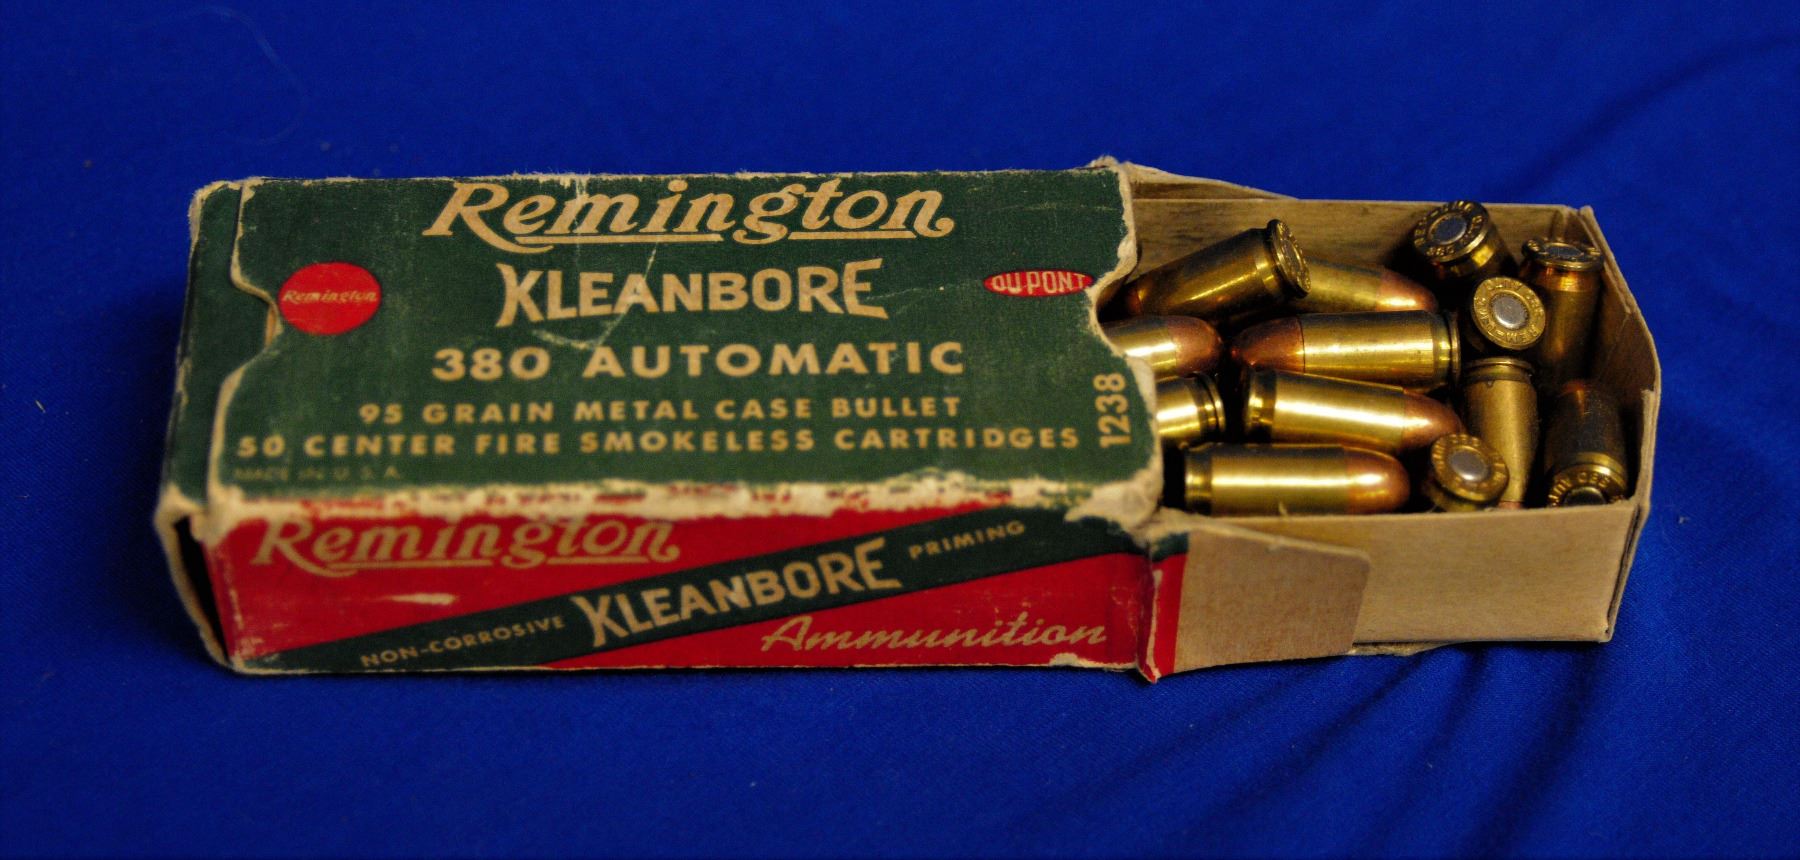 Remington
KLEANBORE
Remington
DU PONT
380 AUTOMATIC
95 GRAIN METAL CASE BULLET
50 CENTER FIRE SMOKELESS CARTRIDGES
1238
MADE IN U.S.A.
Remington
NON-CORROSIVE KLEANBORE PRIMING
Ammunition